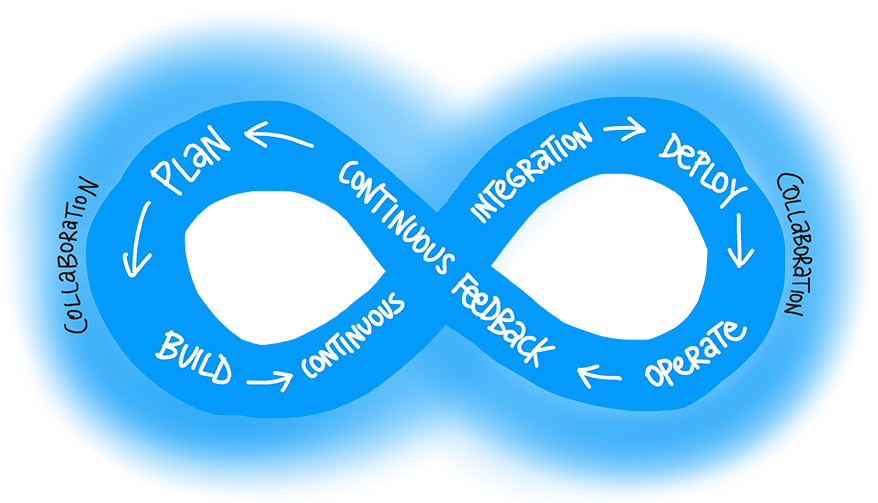 COLLABORATION
PLAN
BUILD
CONTINUOUS
INTEGRATION
DEPLOY
OPERATE
CONTINUOUS FEEDBACK
COLLABORATION